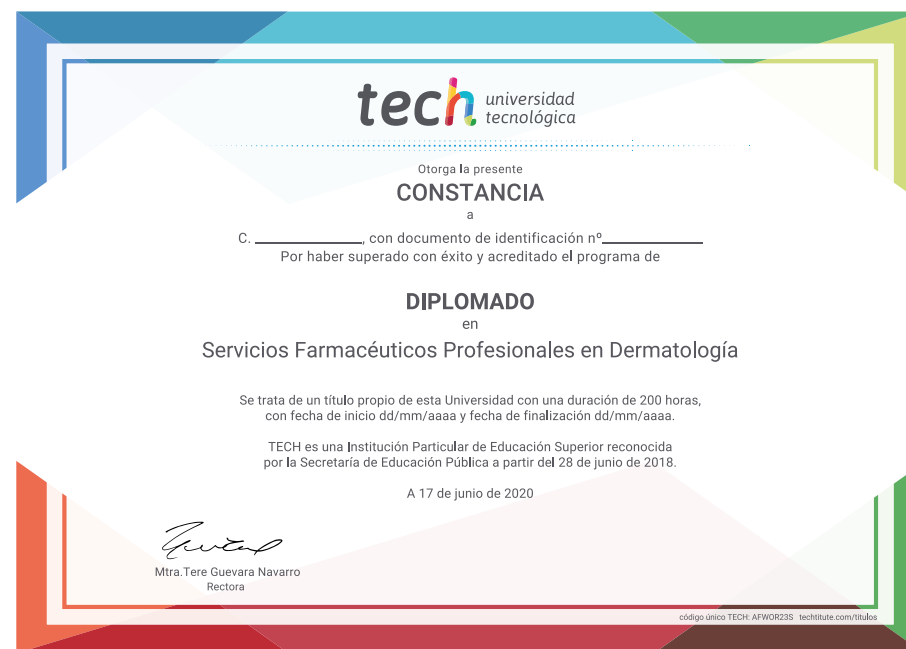 tech universidad
tecnológica
Otorga la presente
CONSTANCIA
a
C. ____________, con documento de identificación nº____________
Por haber superado con éxito y acreditado el programa de
DIPLOMADO
en
Servicios Farmacéuticos Profesionales en Dermatología
Se trata de un título propio de esta Universidad con una duración de 200 horas,
con fecha de inicio dd/mm/aaaa y fecha de finalización dd/mm/aaaa.
TECH es una Institución Particular de Educación Superior reconocida
por la Secretaría de Educación Pública a partir del 28 de junio de 2018.
A 17 de junio de 2020
Mtra.Tere Guevara Navarro
Rectora
código único TECH: AFWOR23S techtitute.com/titulos